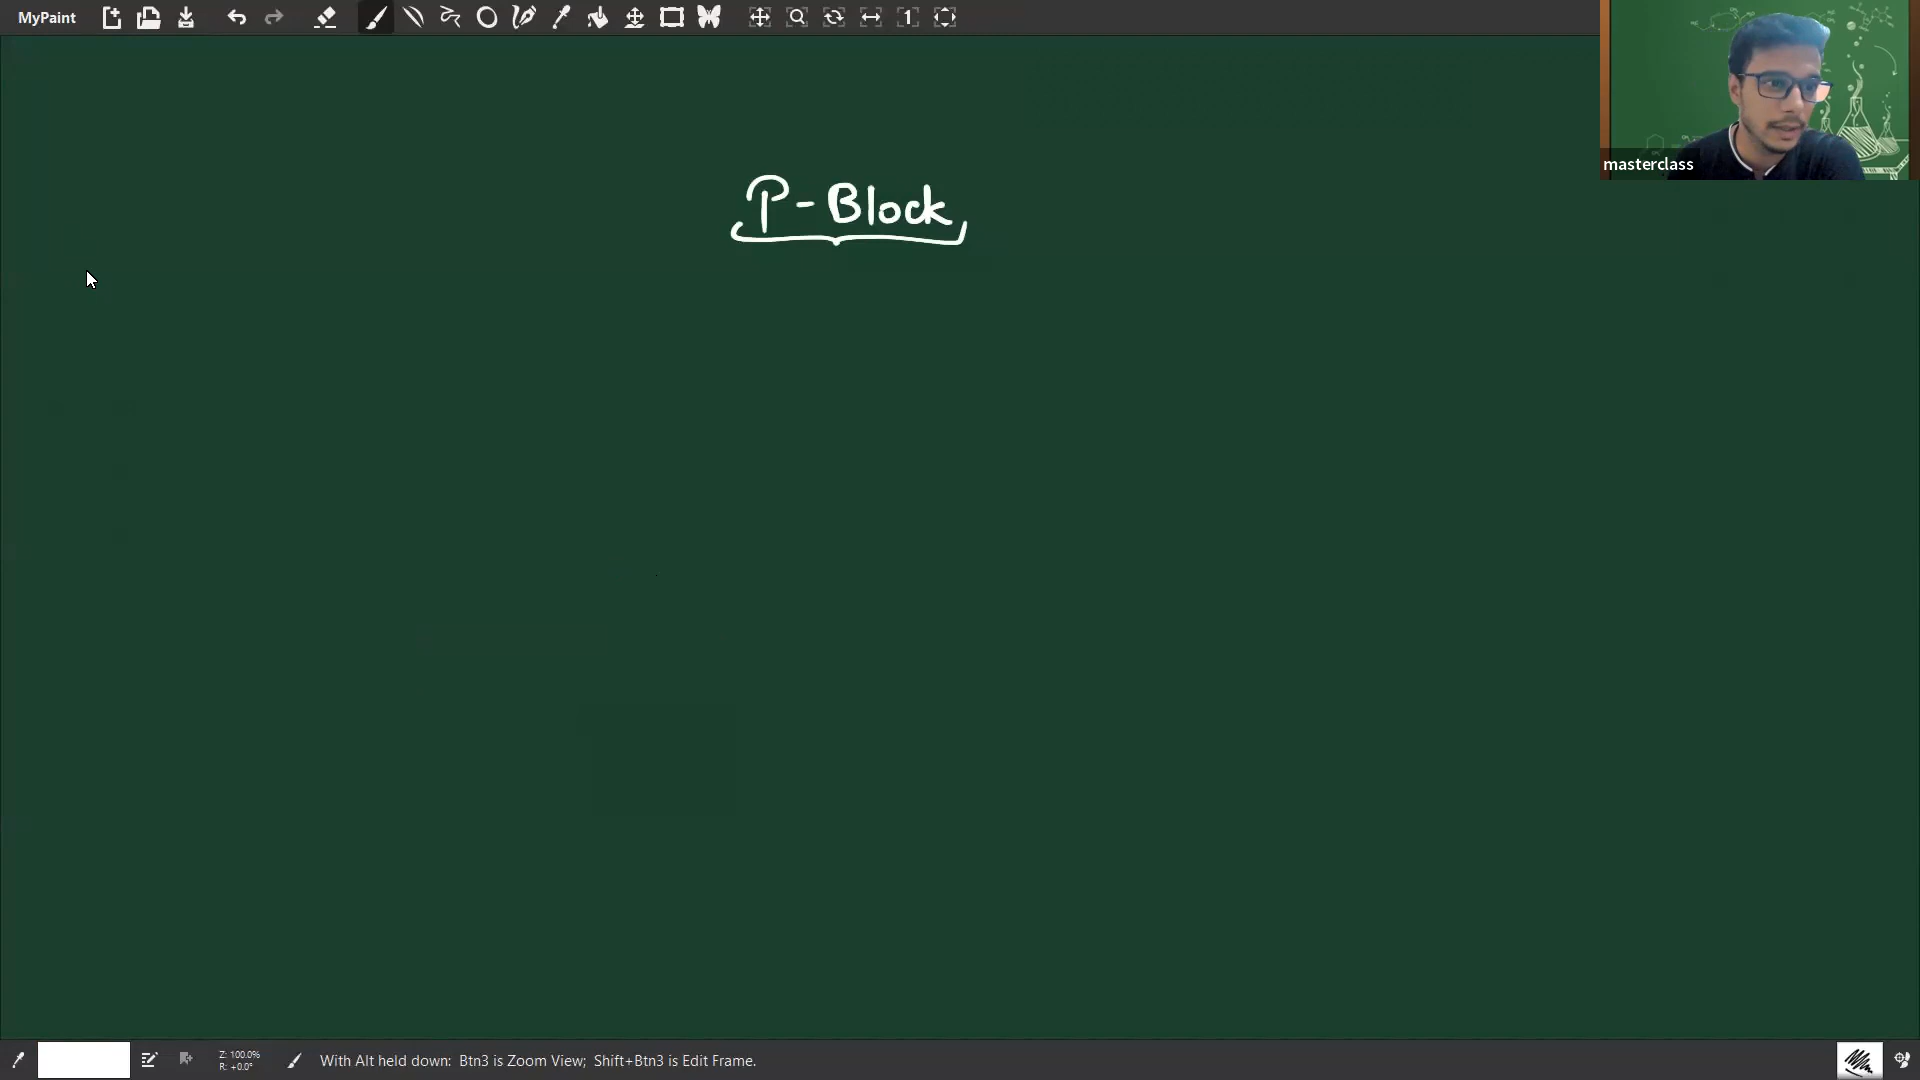 MyPaint
masterclass
P-Block
Z: 100.0%
R: +0.0°
With Alt held down: Btn3 is Zoom View; Shift+Btn3 is Edit Frame.